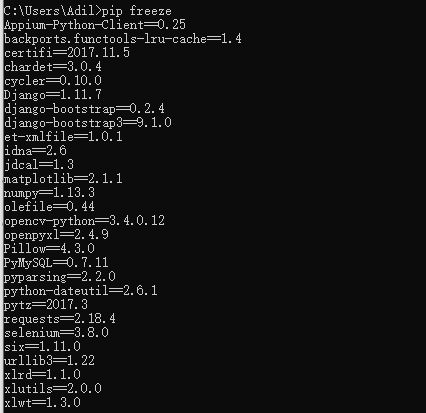 C:\Users\Adil>pip freeze
Appium-Python-Client==0.25
backports.functools-lru-cache==1.4
certifi==2017.11.5
chardet==3.0.4
cycler==0.10.0
Django==1.11.7
django-bootstrap==0.2.4
django-bootstrap3==9.1.0
et-xmlfile==1.0.1
idna==2.6
jdcal==1.3
matplotlib==2.1.1
numpy==1.13.3
olefile==0.44
opencv-python==3.4.0.12
openpyxl==2.4.9
Pillow==4.3.0
PyMySQL==0.7.11
pyparsing==2.2.0
python-dateutil==2.6.1
pytz==2017.3
requests==2.18.4
selenium==3.8.0
six==1.11.0
urllib3==1.22
xlrd==1.1.0
xlutils==2.0.0
xlwt==1.3.0